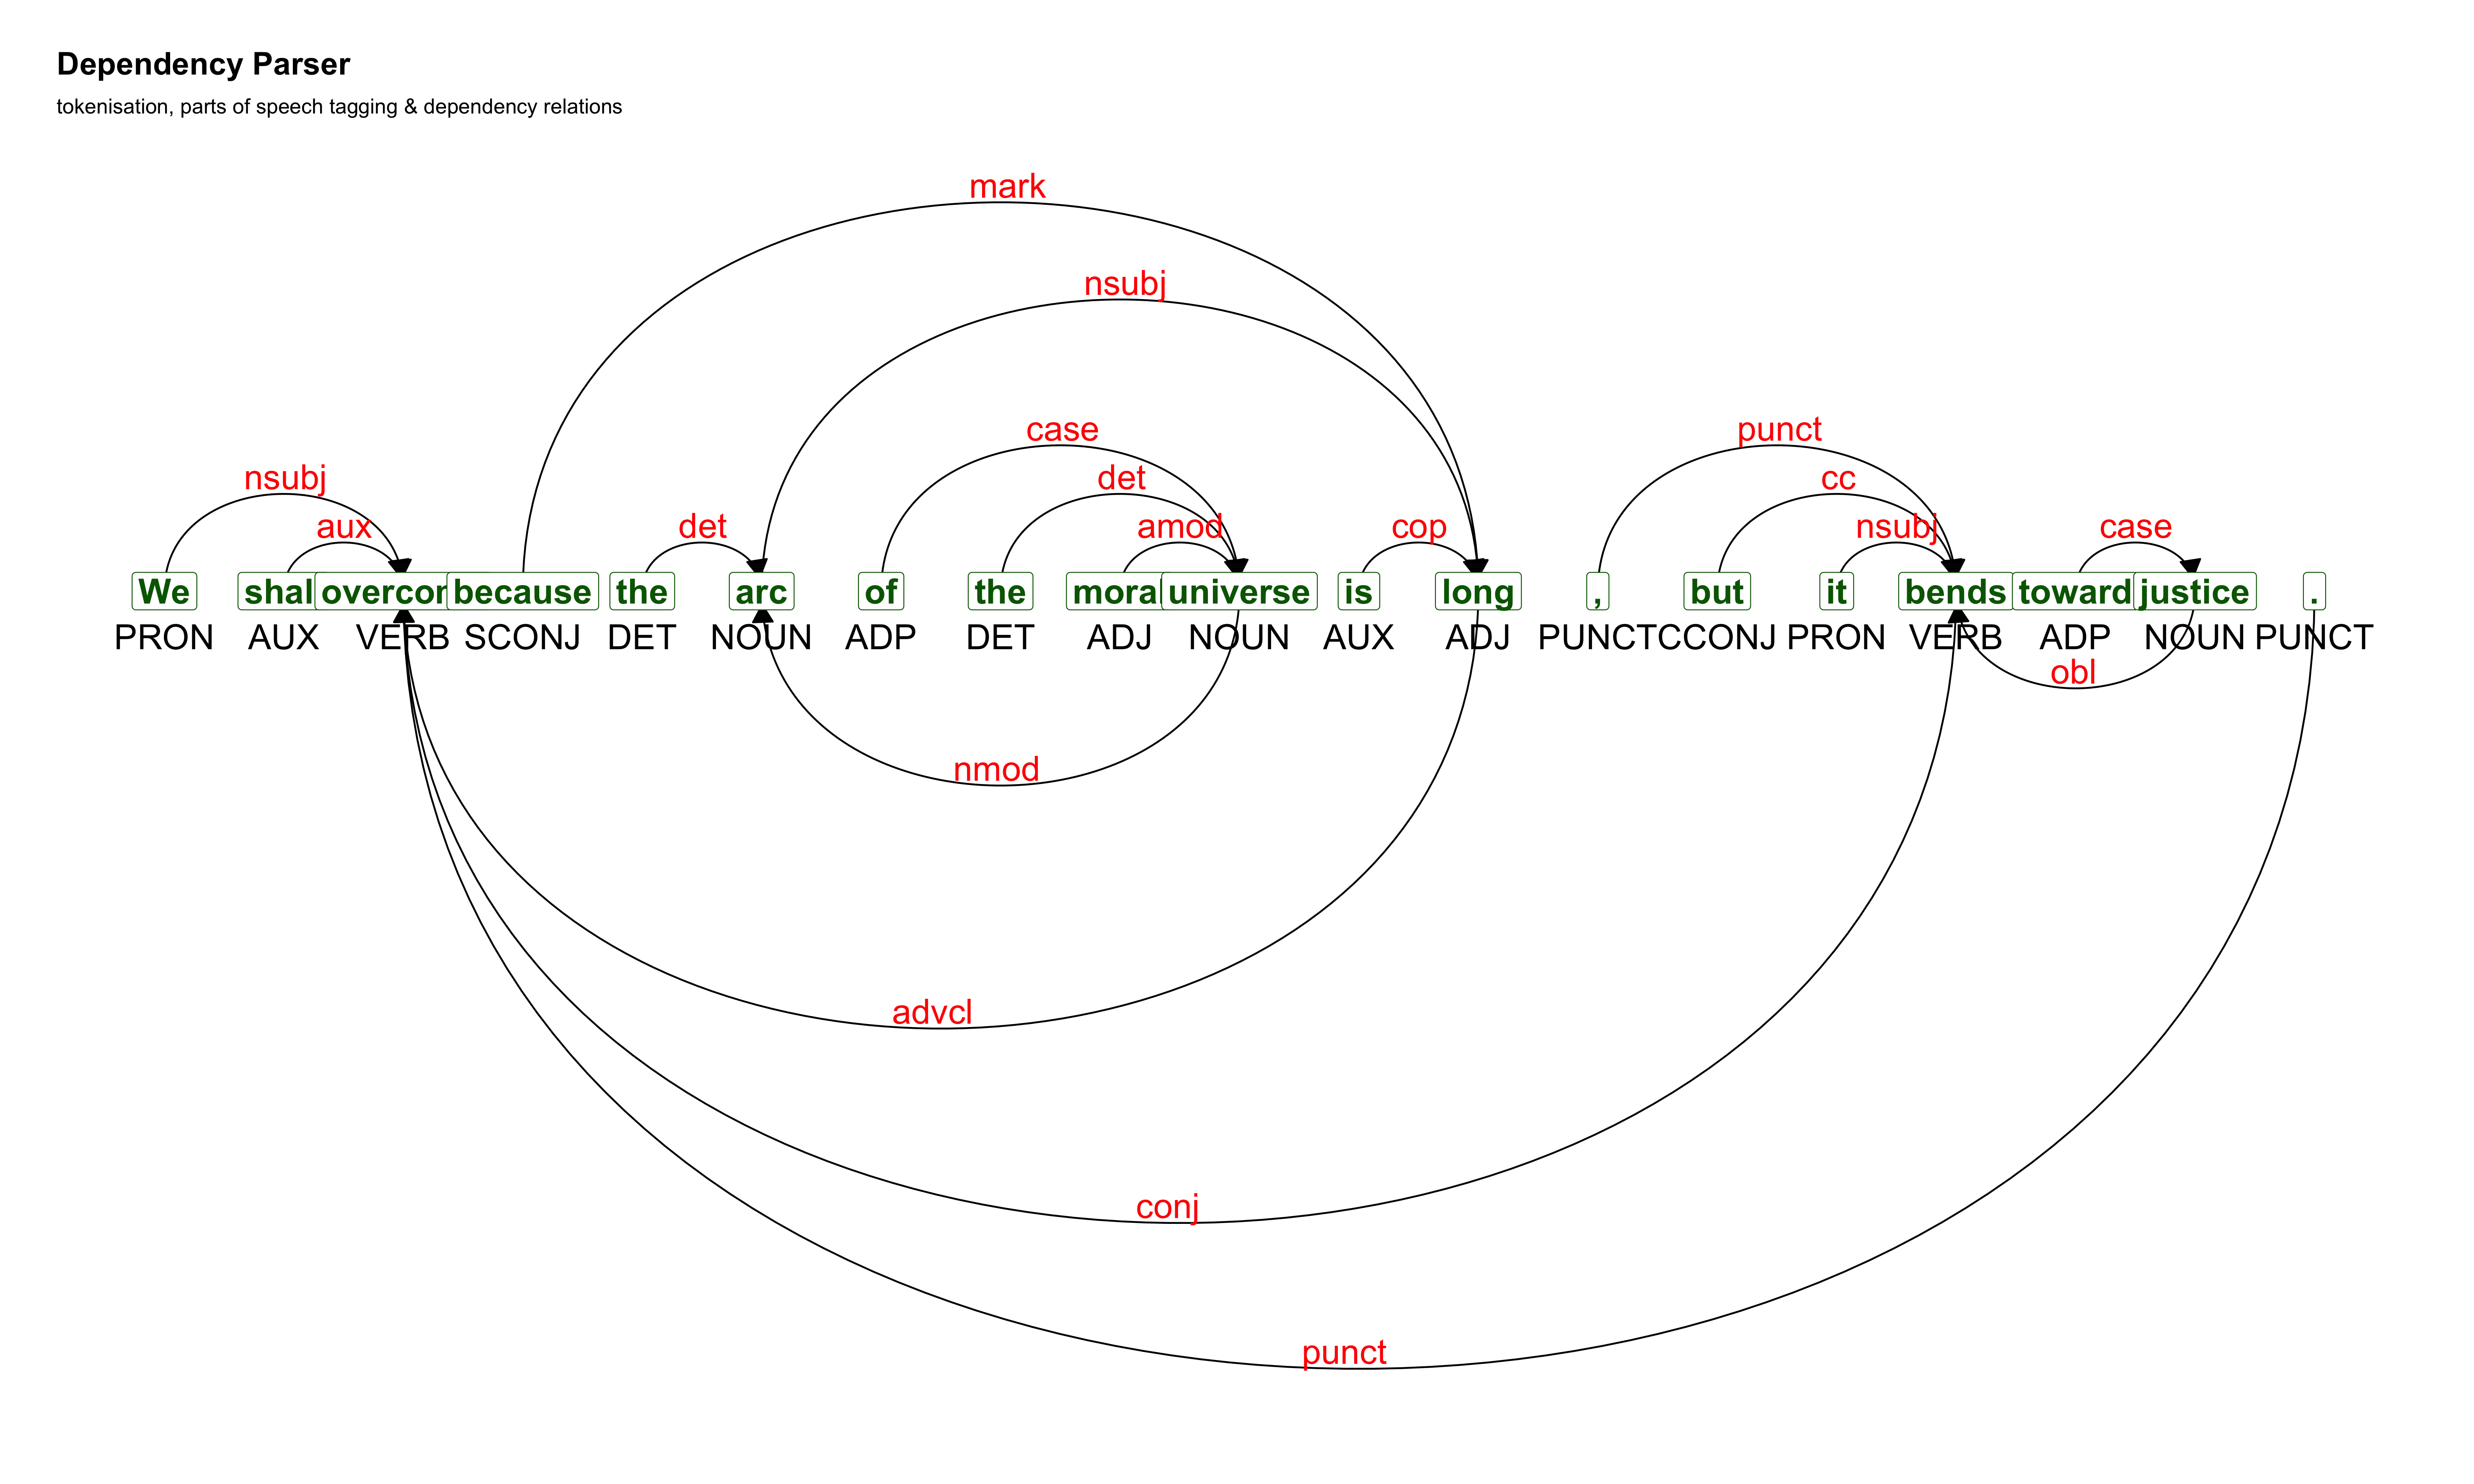 Dependency Parser
tokenisation, parts of speech tagging & dependency relations
mark
nsubj
case punct
nsubj det cc
aux det amod cop nsubj case
We shal overcor because the arc of the mora universe is long , but it bends toward justice .
PRON AUX VERB SCONJ DET NOUN ADP DET ADJ NOUN AUX ADJ PUNCT CCONJ PRON VERB ADP NOUN PUNCT
obl
nmod
advcl
conj
punct